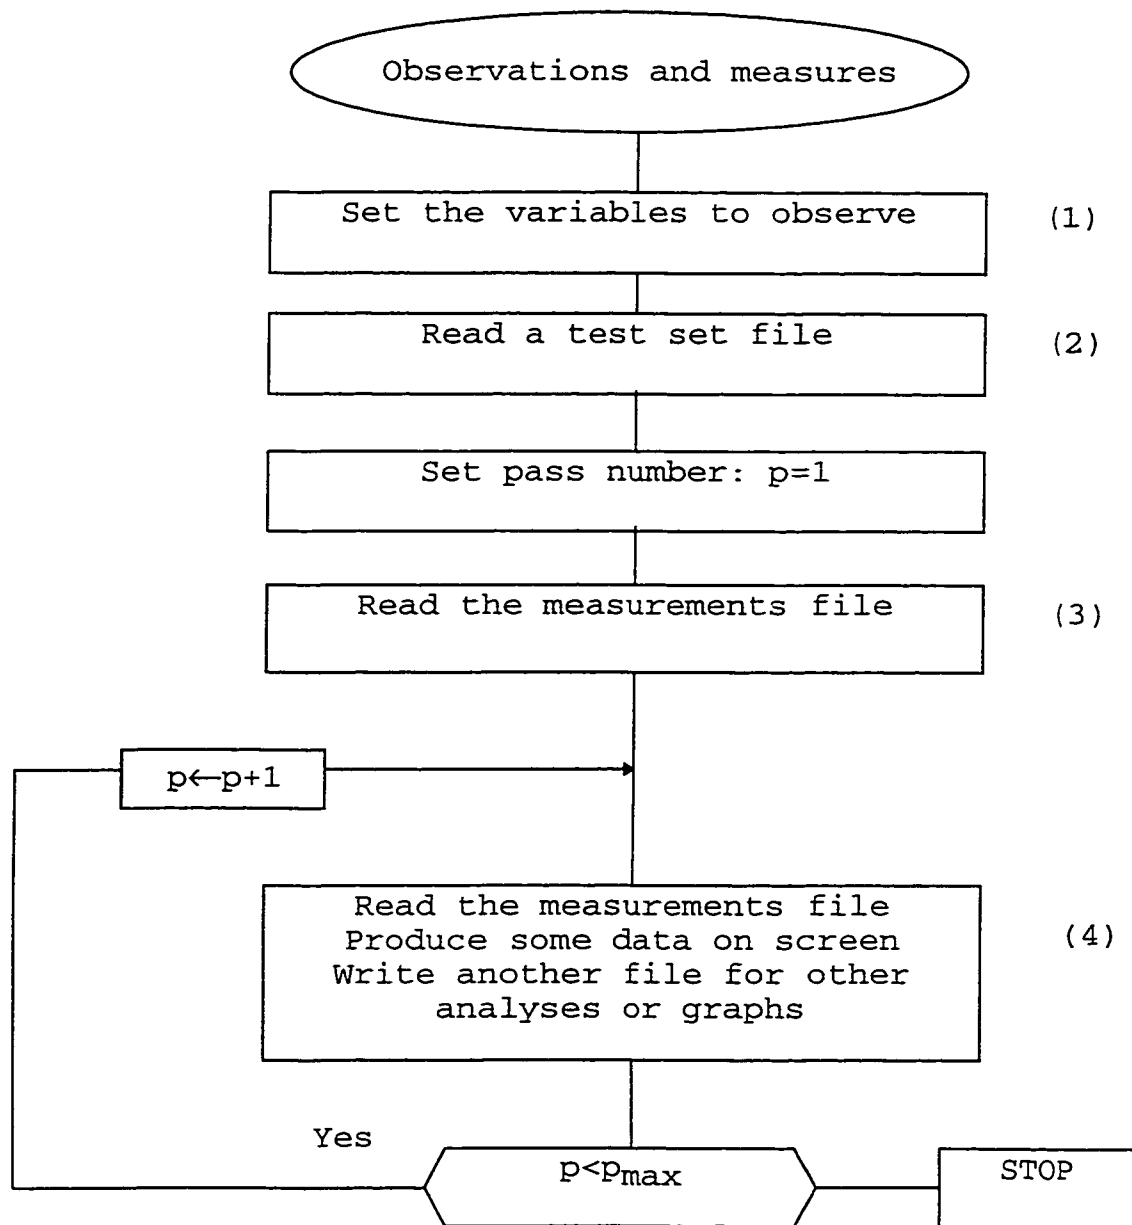 Observations and measures
Set the variables to observe
(1)
Read a test set file
(2)
Set pass number: p=1
Read the measurements file
(3)
p←p+1
Read the measurements file
Produce some data on screen
Write another file for other
analyses or graphs
(4)
Yes
p<pmax
STOP